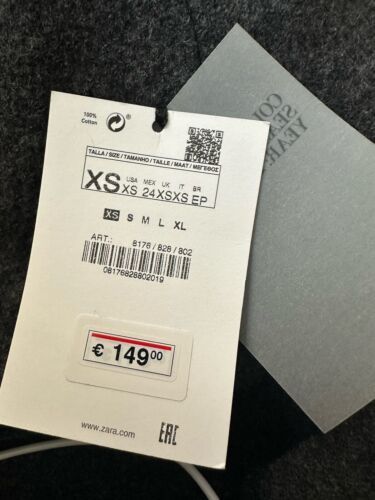 100%
Cotton
TALLA / SIZE / TAMANHO / TAILLE / MAAT / ΜΕΓΕΘΟΣ
USA MEX UK IT BR
XS XS 24 XS XS EP
XS S M L XL
ART.: 8176 / 828 / 802
08176828802019
€ 149.00
www.zara.com
EAC